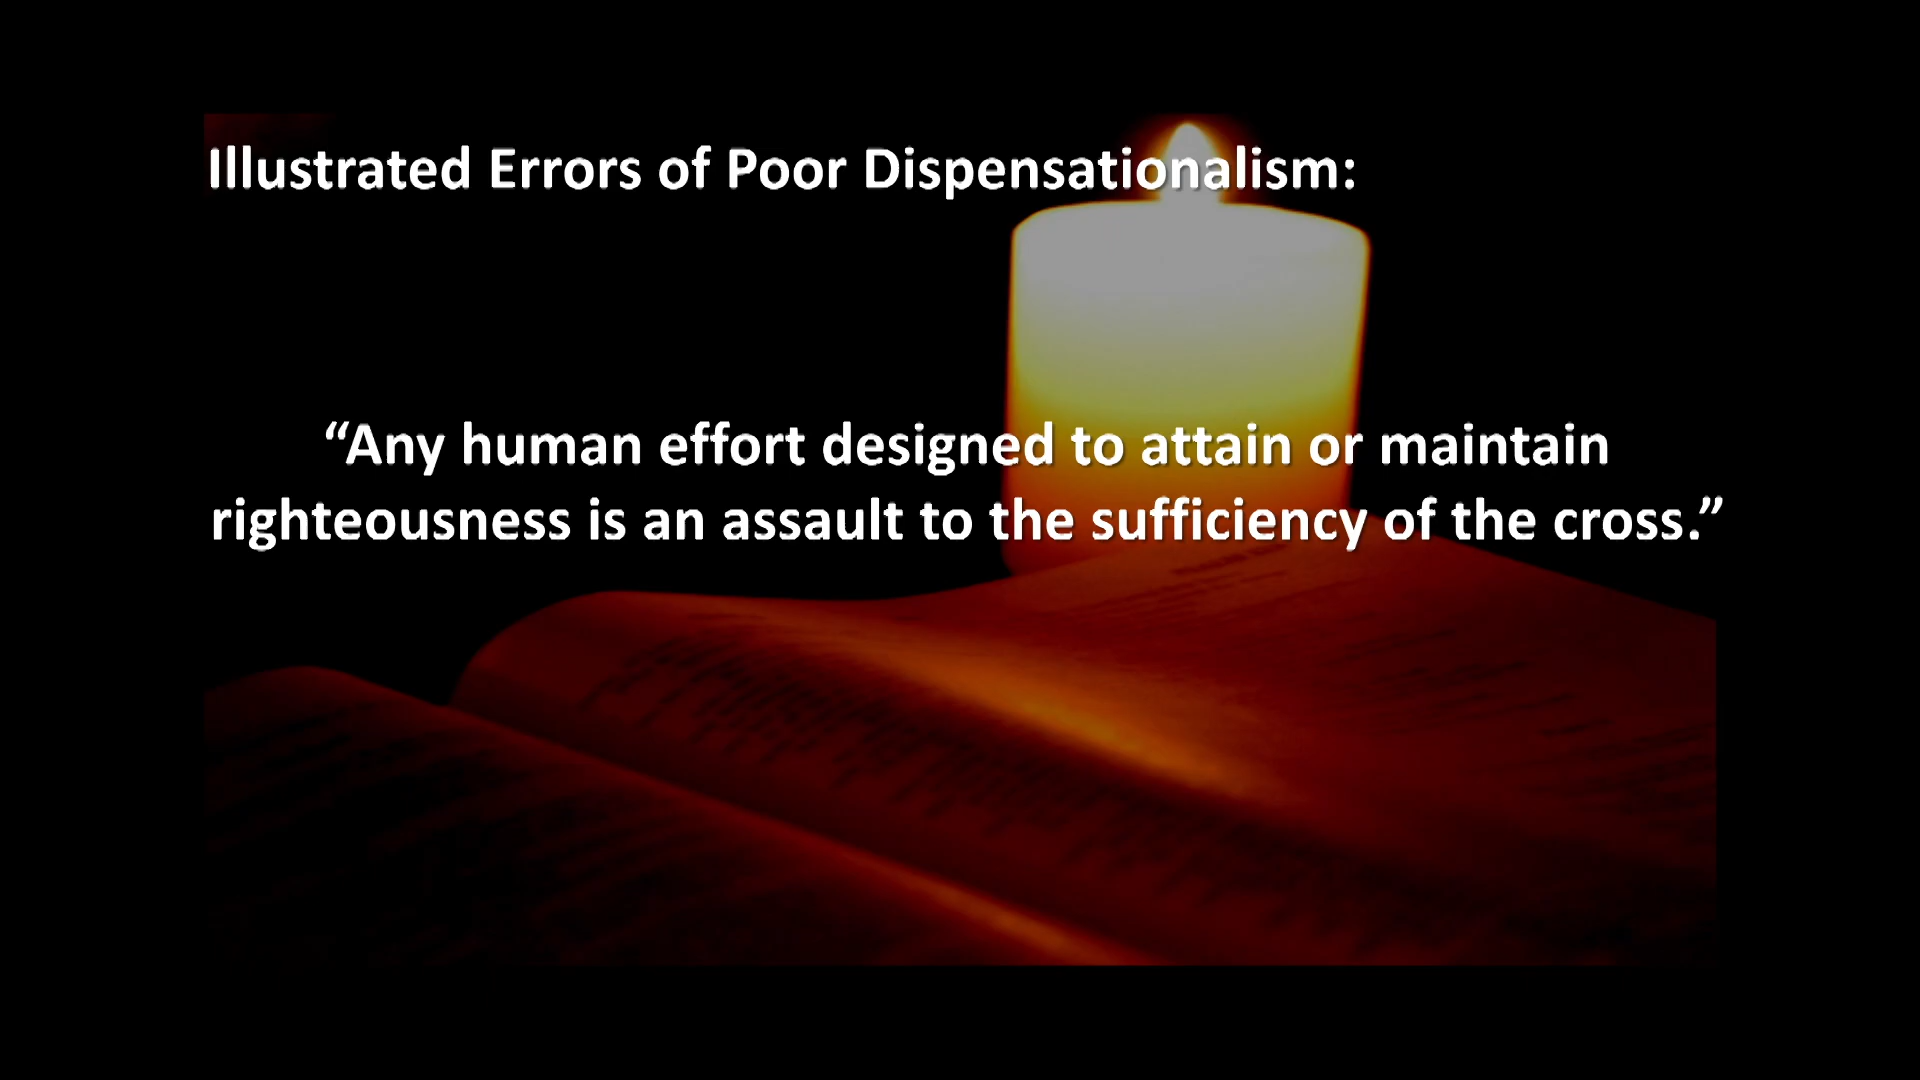 Illustrated Errors of Poor Dispensationalism:
“Any human effort designed to attain or maintain
righteousness is an assault to the sufficiency of the cross.”